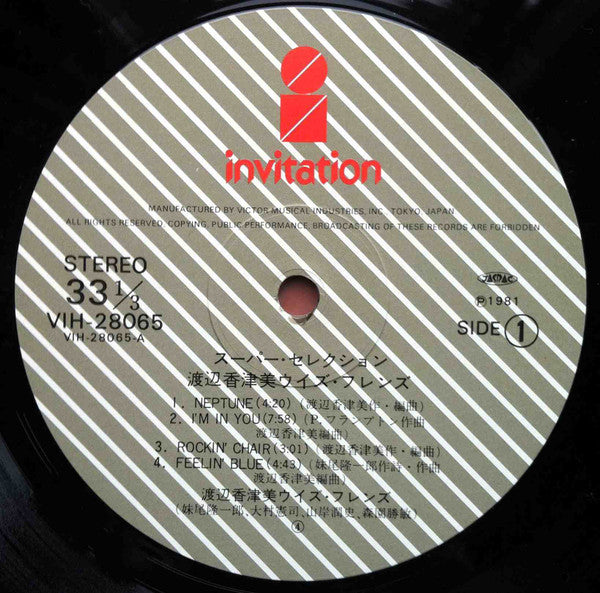 invitation
MANUFACTURED BY VICTOR MUSICAL INDUSTRIES, INC. TOKYO, JAPAN
ALL RIGHTS RESERVED, COPYING, PUBLIC PERFORMANCE, BROADCASTING OF THESE RECORDS ARE FORBIDDEN
STEREO
33 1/3
VIH-28065
VIH-28065-A
JASRAC
Ⓟ1981
SIDE 1
スーパー・セレクション
渡辺香津美ウイズ・フレンズ
1. NEPTUNE(4:20)(渡辺香津美作・編曲)
2. I'M IN YOU(7:58)(P・フランプトン作曲
渡辺香津美編曲)
3. ROCKIN' CHAIR(3:01)(渡辺香津美作・編曲)
4. FEELIN' BLUE(4:43)(妹尾隆一郎作詩・作曲
渡辺香津美編曲)
渡辺香津美ウイズ・フレンズ
(妹尾隆一郎、大村憲司、山岸潤史、森園勝敏)
④